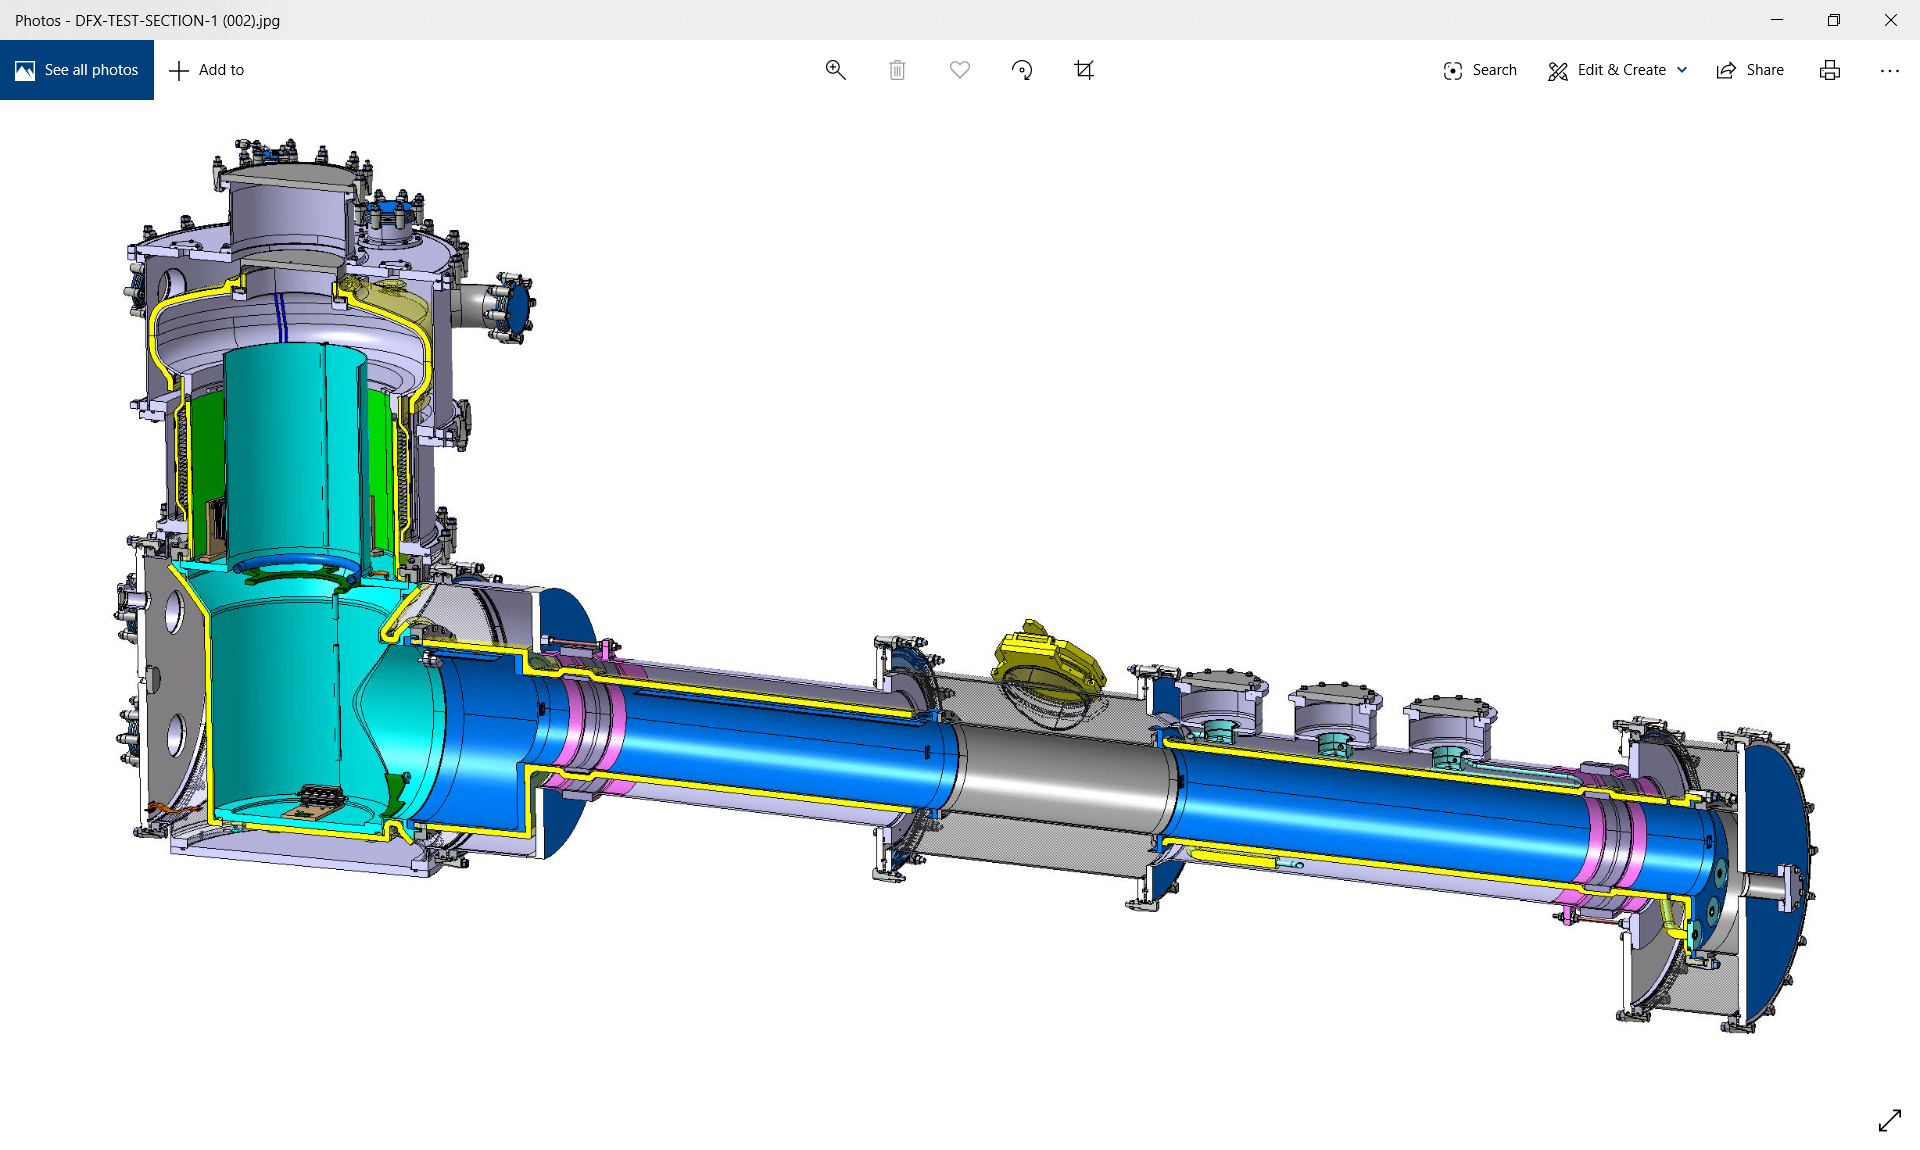 Photos - DFX-TEST-SECTION-1 (002).jpg
See all photos
Add to
Search
Edit & Create
Share